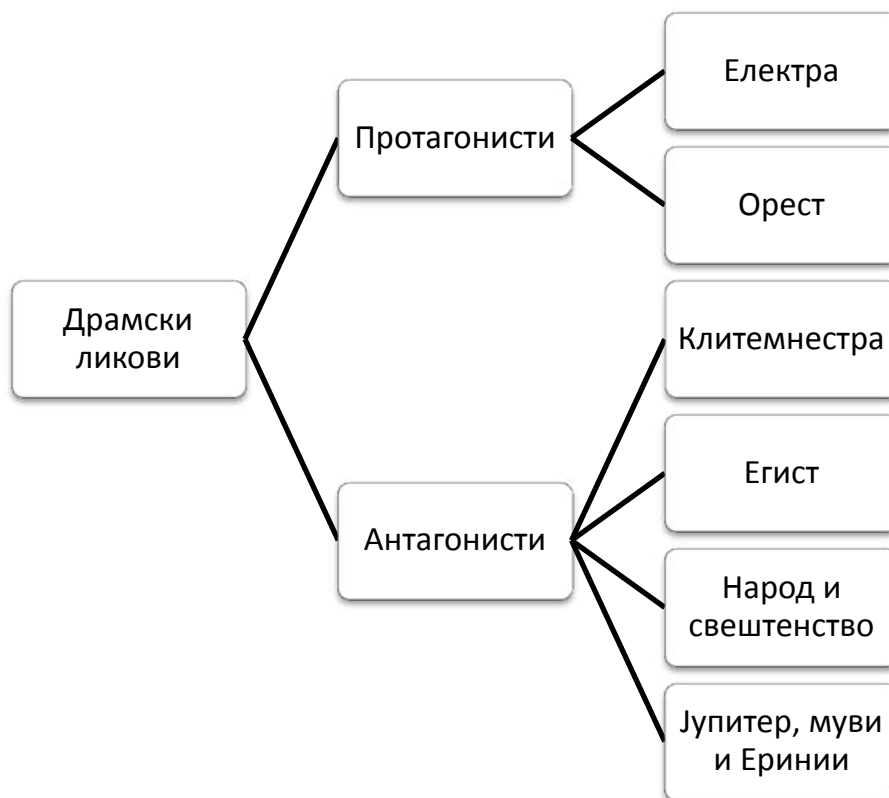 Драмски
ликови
Протагонисти
Електра
Орест
Антагонисти
Клитемнестра
Егист
Народ и
свештенство
Јупитер, муви
и Еринии